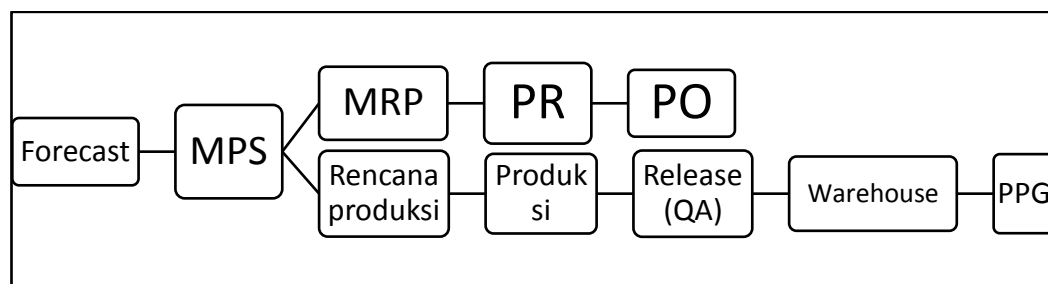 Forecast
MPS
MRP
PR
PO
Rencana
produksi
Produk
si
Release
(QA)
Warehouse
PPG